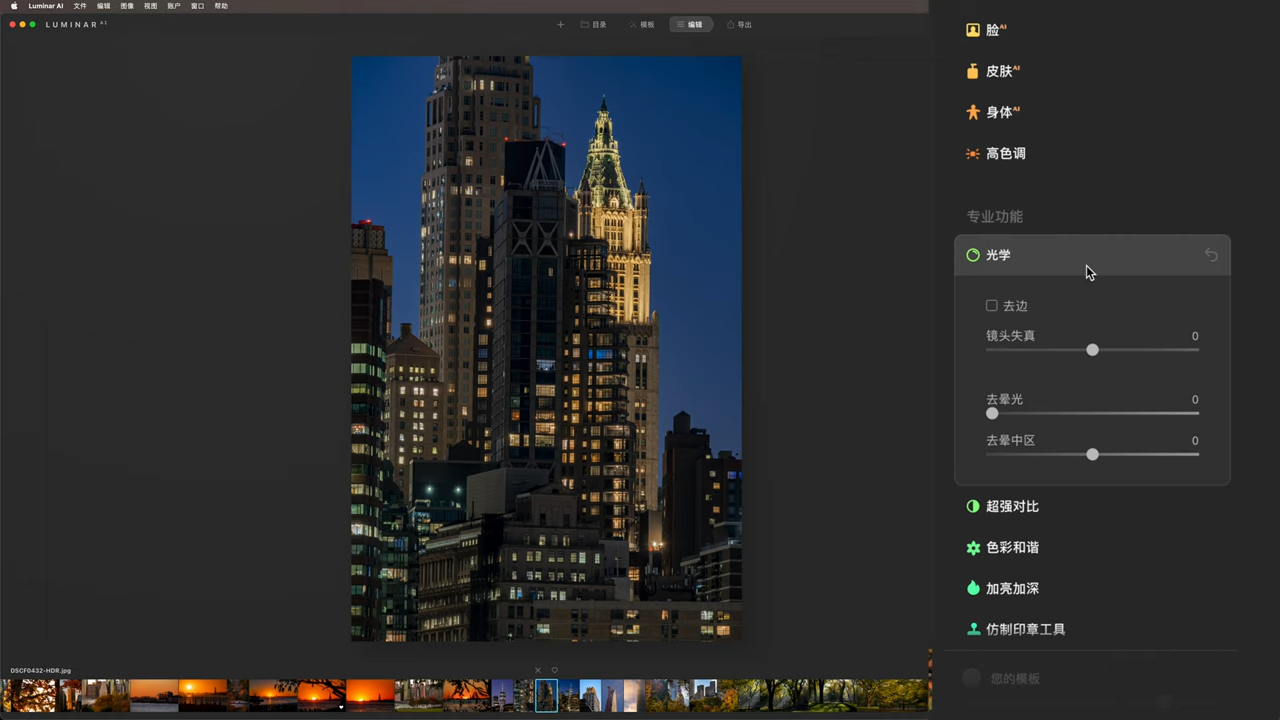 Luminar AI 文件 编辑 图像 视图 账户 窗口 帮助
LUMINAR AI
目录 模板 编辑 导出
脸AI
皮肤AI
身体AI
高色调
专业功能
光学
去边
镜头失真 0
去晕光 0
去晕中区 0
超强对比
色彩和谐
加亮加深
仿制印章工具
DSCF0432-HDR.jpg
您的模板